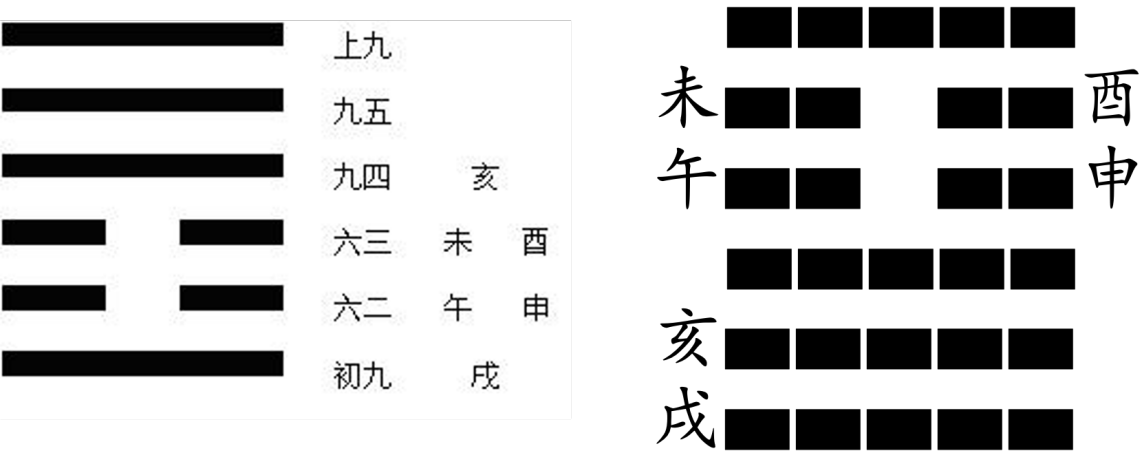 上九
九五
九四 亥
六三 未 酉
六二 午 申
初九 戌
未 酉
午 申
亥
戌